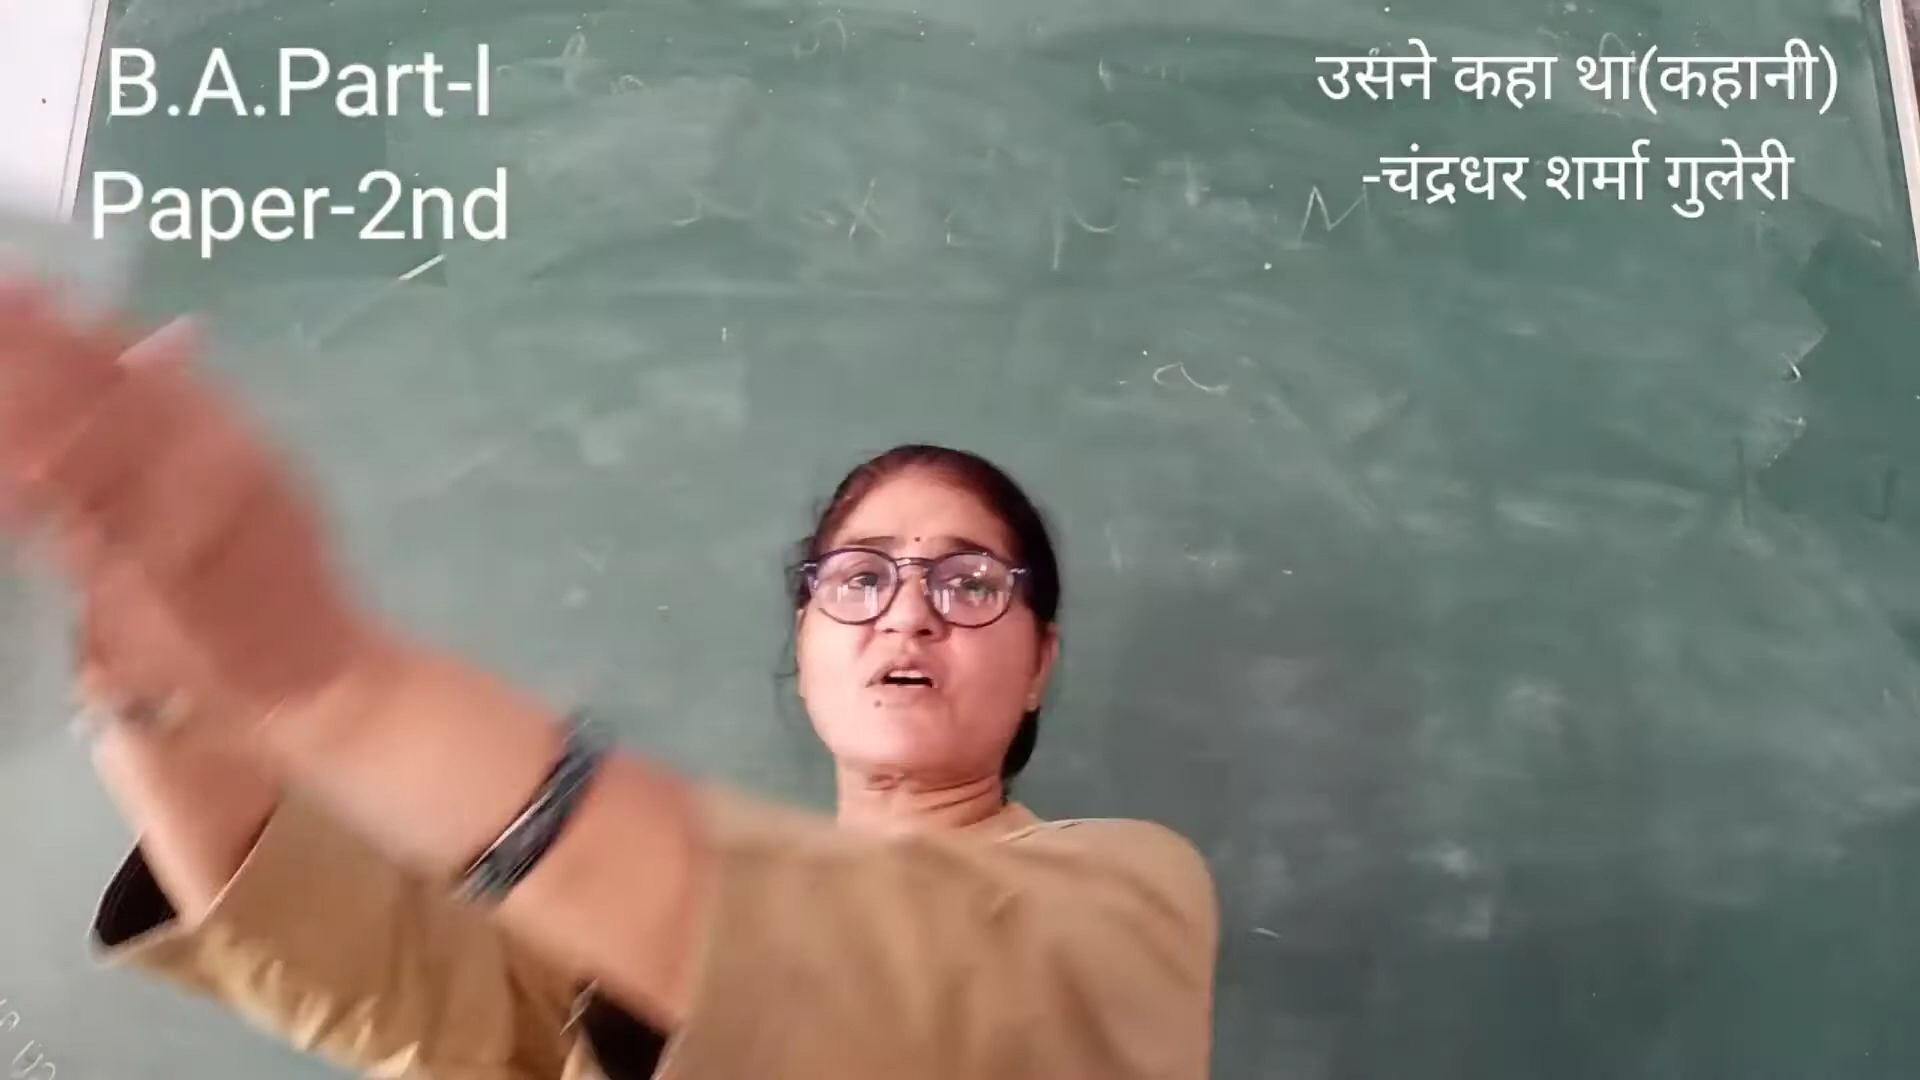 B.A.Part-I
Paper-2nd
उसने कहा था(कहानी)
-चंद्रधर शर्मा गुलेरी